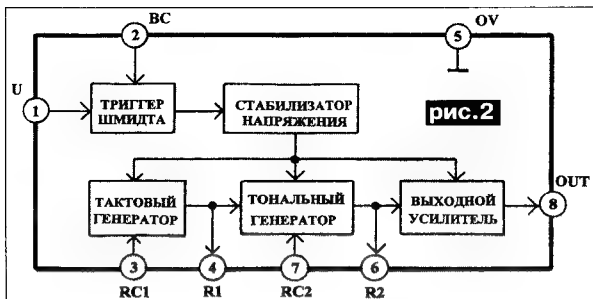 BC
OV
2
5
U
1
ТРИГГЕР
ШМИДТА
СТАБИЛИЗАТОР
НАПРЯЖЕНИЯ
рис.2
ТАКТОВЫЙ
ГЕНЕРАТОР
ТОНАЛЬНЫЙ
ГЕНЕРАТОР
ВЫХОДНОЙ
УСИЛИТЕЛЬ
OUT
8
3
4
7
6
RC1
R1
RC2
R2